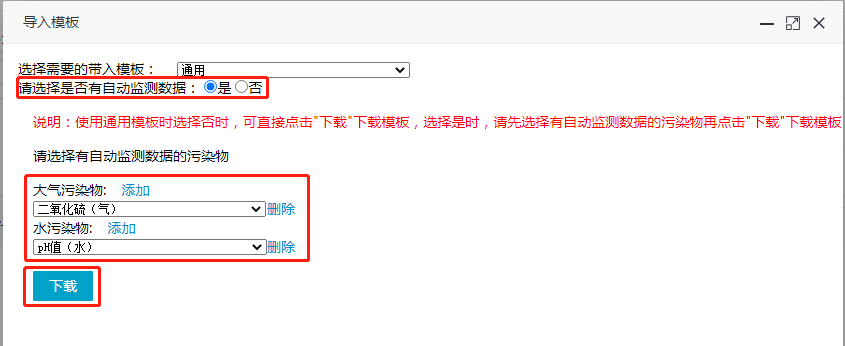 导入模板
选择需要的带入模板： 通用
请选择是否有自动监测数据：是否
说明：使用通用模板时选择否时，可直接点击"下载"下载模板，选择是时，请先选择有自动监测数据的污染物再点击"下载"下载模板
请选择有自动监测数据的污染物
大气污染物: 添加
二氧化硫（气） 删除
水污染物: 添加
pH值（水） 删除
下载